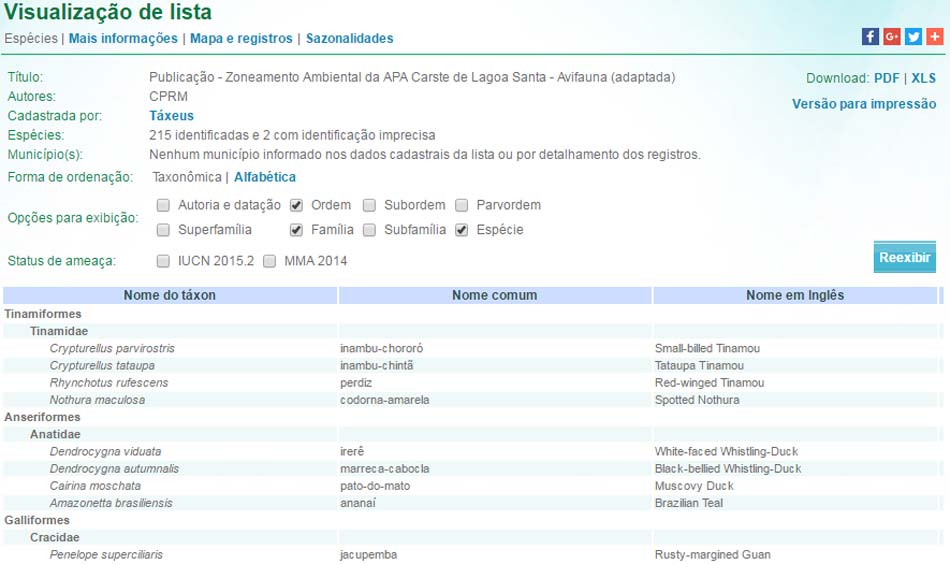 Visualização de lista
Espécies | Mais informações | Mapa e registros | Sazonalidades
Título: Publicação - Zoneamento Ambiental da APA Carste de Lagoa Santa - Avifauna (adaptada) Download: PDF | XLS
Autores: CPRM Versão para impressão
Cadastrada por: Táxeus
Espécies: 215 identificadas e 2 com identificação imprecisa
Município(s): Nenhum município informado nos dados cadastrais da lista ou por detalhamento dos registros.
Forma de ordenação: Taxonômica | Alfabética
Opções para exibição: Autoria e datação Ordem Subordem Parvordem
Superfamília Família Subfamília Espécie
Status de ameaça: IUCN 2015.2 MMA 2014 Reexibir
Nome do táxon Nome comum Nome em Inglês
Tinamiformes
Tinamidae
Crypturellus parvirostris inambu-chororó Small-billed Tinamou
Crypturellus tataupa inambu-chintã Tataupa Tinamou
Rhynchotus rufescens perdiz Red-winged Tinamou
Nothura maculosa codorna-amarela Spotted Nothura
Anseriformes
Anatidae
Dendrocygna viduata irerê White-faced Whistling-Duck
Dendrocygna autumnalis marreca-cabocla Black-bellied Whistling-Duck
Cairina moschata pato-do-mato Muscovy Duck
Amazonetta brasiliensis ananaí Brazilian Teal
Galliformes
Cracidae
Penelope superciliaris jacupemba Rusty-margined Guan